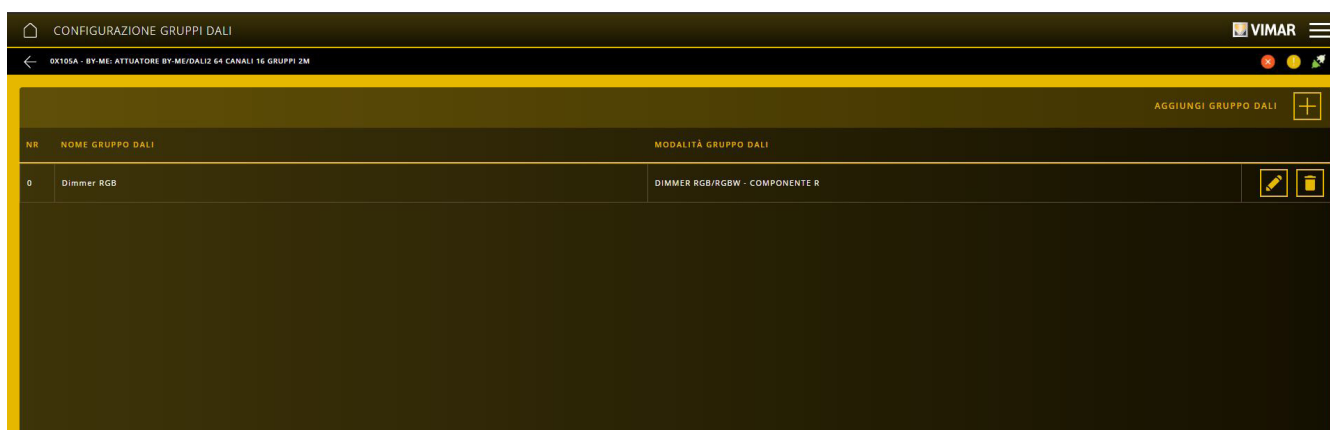 CONFIGURAZIONE GRUPPI DALI
VIMAR
0X105A - BY-ME: ATTUATORE BY-ME/DALI2 64 CANALI 16 GRUPPI 2M
AGGIUNGI GRUPPO DALI
NR NOME GRUPPO DALI MODALITÀ GRUPPO DALI
0 Dimmer RGB DIMMER RGB/RGBW - COMPONENTE R